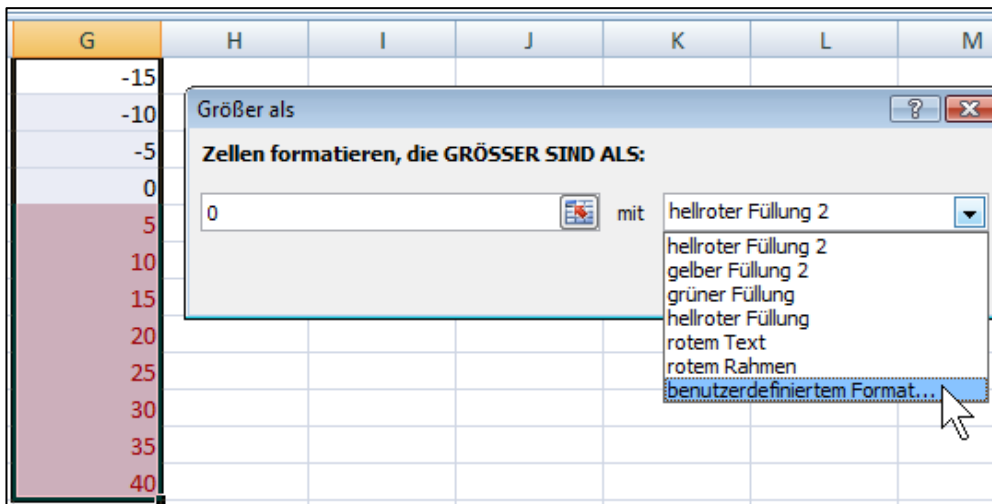 G H I J K L M
-15
-10
-5
0
5
10
15
20
25
30
35
40
Größer als
Zellen formatieren, die GRÖSSER SIND ALS:
0 mit hellroter Füllung 2
hellroter Füllung 2
gelber Füllung 2
grüner Füllung
hellroter Füllung
rotem Text
rotem Rahmen
benutzerdefiniertem Format...